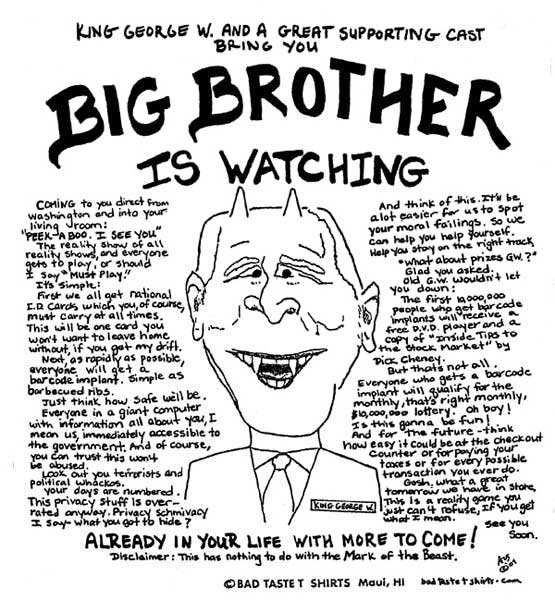 KING GEORGE W. AND A GREAT SUPPORTING CAST
BRING YOU
BIG BROTHER
IS WATCHING
COMING to you direct from
Washington and into your
living room:
"PEEK-A BOO. I SEE YOU"
The reality show of all
reality shows, and everyone
gets to play, or should
I say "Must Play."
It's simple:
First we all get national
I.D. Cards which you, of course,
must carry at all times.
This will be one card you
won't want to leave home
without, if you get my drift.
Next, as rapidly as possible,
everyone will get a
barcode implant. Simple as
barbecued ribs.
Just think how safe we'll be.
Everyone in a giant computer
with information all about you, I
mean us, immediately accessible to
the government. And of course,
you can trust this won't
be abused.
Look out you terrorists and
political whackos.
Your days are numbered.
This privacy stuff is over-
rated anyway. Privacy Schmivacy
I say- what you got to hide?
And think of this. It'll be
alot easier for us to spot
your moral failings. So we
can help you help yourself.
Help you stay on the right track
"What about prizes G.W.?"
Glad you asked.
Old G.W. wouldn't let
you down:
The first 10,000,000
people who get barcode
implants will receive a
free D.V.D. player and a
copy of "Inside Tips to
the Stock Market" by
Dick Cheney.
But thats not all.
Everyone who gets a barcode
implant will qualify for the
monthly, that's right monthly,
$10,000,000 lottery. Oh boy!
Is this gonna be fun!
And for the future-think
how easy it could be at the checkout
counter or for paying your
taxes or for every possible
transaction you ever do.
Gosh, what a great
tomorrow we have in store,
This is a reality game you
just can't refuse, if you get
what I mean.
see you
Soon.
KING GEORGE W.
ALREADY IN YOUR LIFE WITH MORE TO COME!
Disclaimer: This has nothing to do with the Mark of the Beast.
© BAD TASTE T SHIRTS Maui, HI badtastetshirts.com